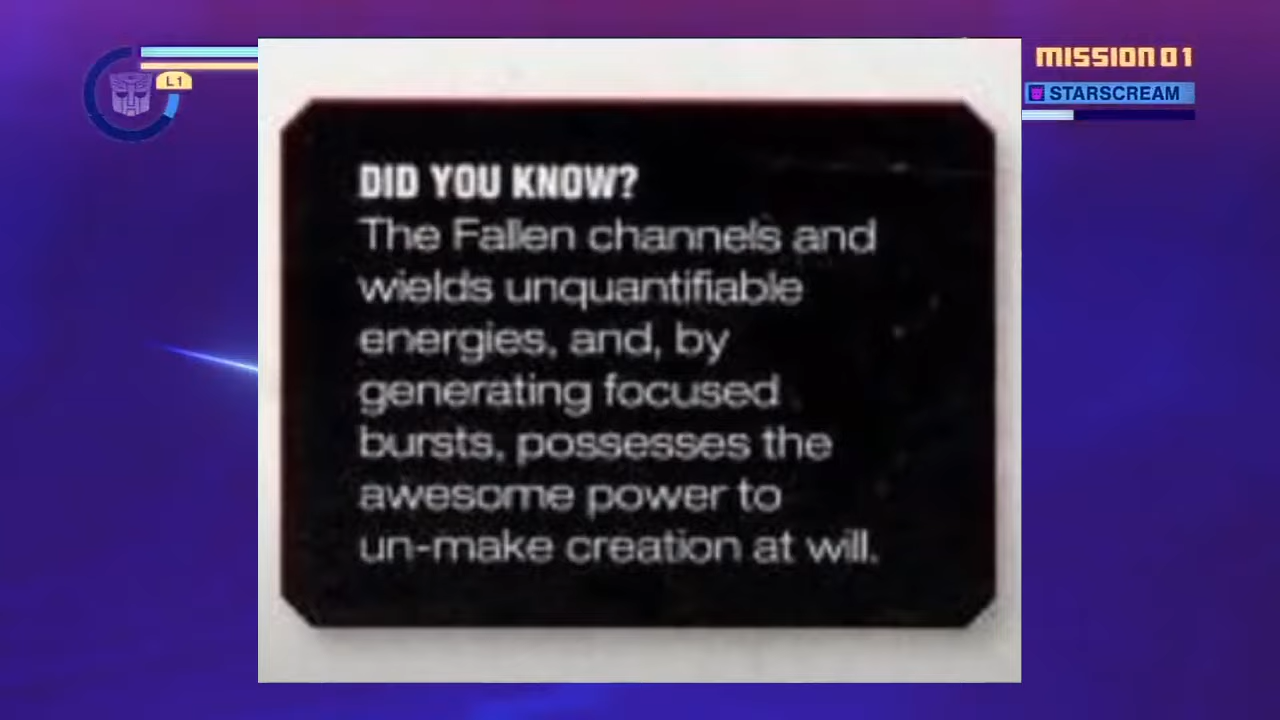 L1
MISSION 01
STARSCREAM
DID YOU KNOW?
The Fallen channels and
wields unquantifiable
energies, and, by
generating focused
bursts, possesses the
awesome power to
un-make creation at will.